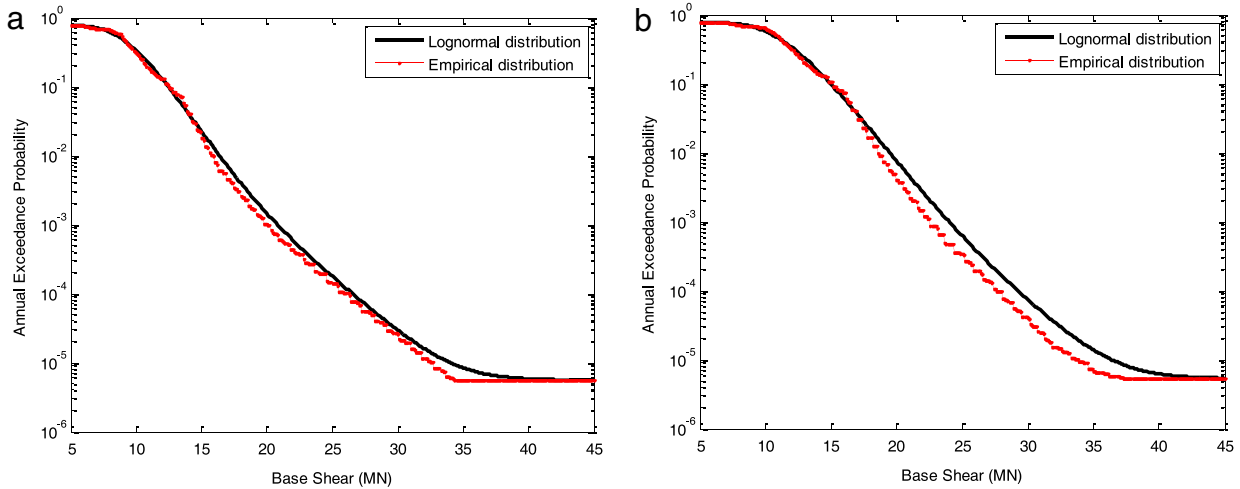 a
10^0
10^-1
10^-2
10^-3
10^-4
10^-5
10^-6
Annual Exceedance Probability
5 10 15 20 25 30 35 40 45
Base Shear (MN)
Lognormal distribution
Empirical distribution
b
10^0
10^-1
10^-2
10^-3
10^-4
10^-5
10^-6
Annual Exceedance Probability
5 10 15 20 25 30 35 40 45
Base Shear (MN)
Lognormal distribution
Empirical distribution